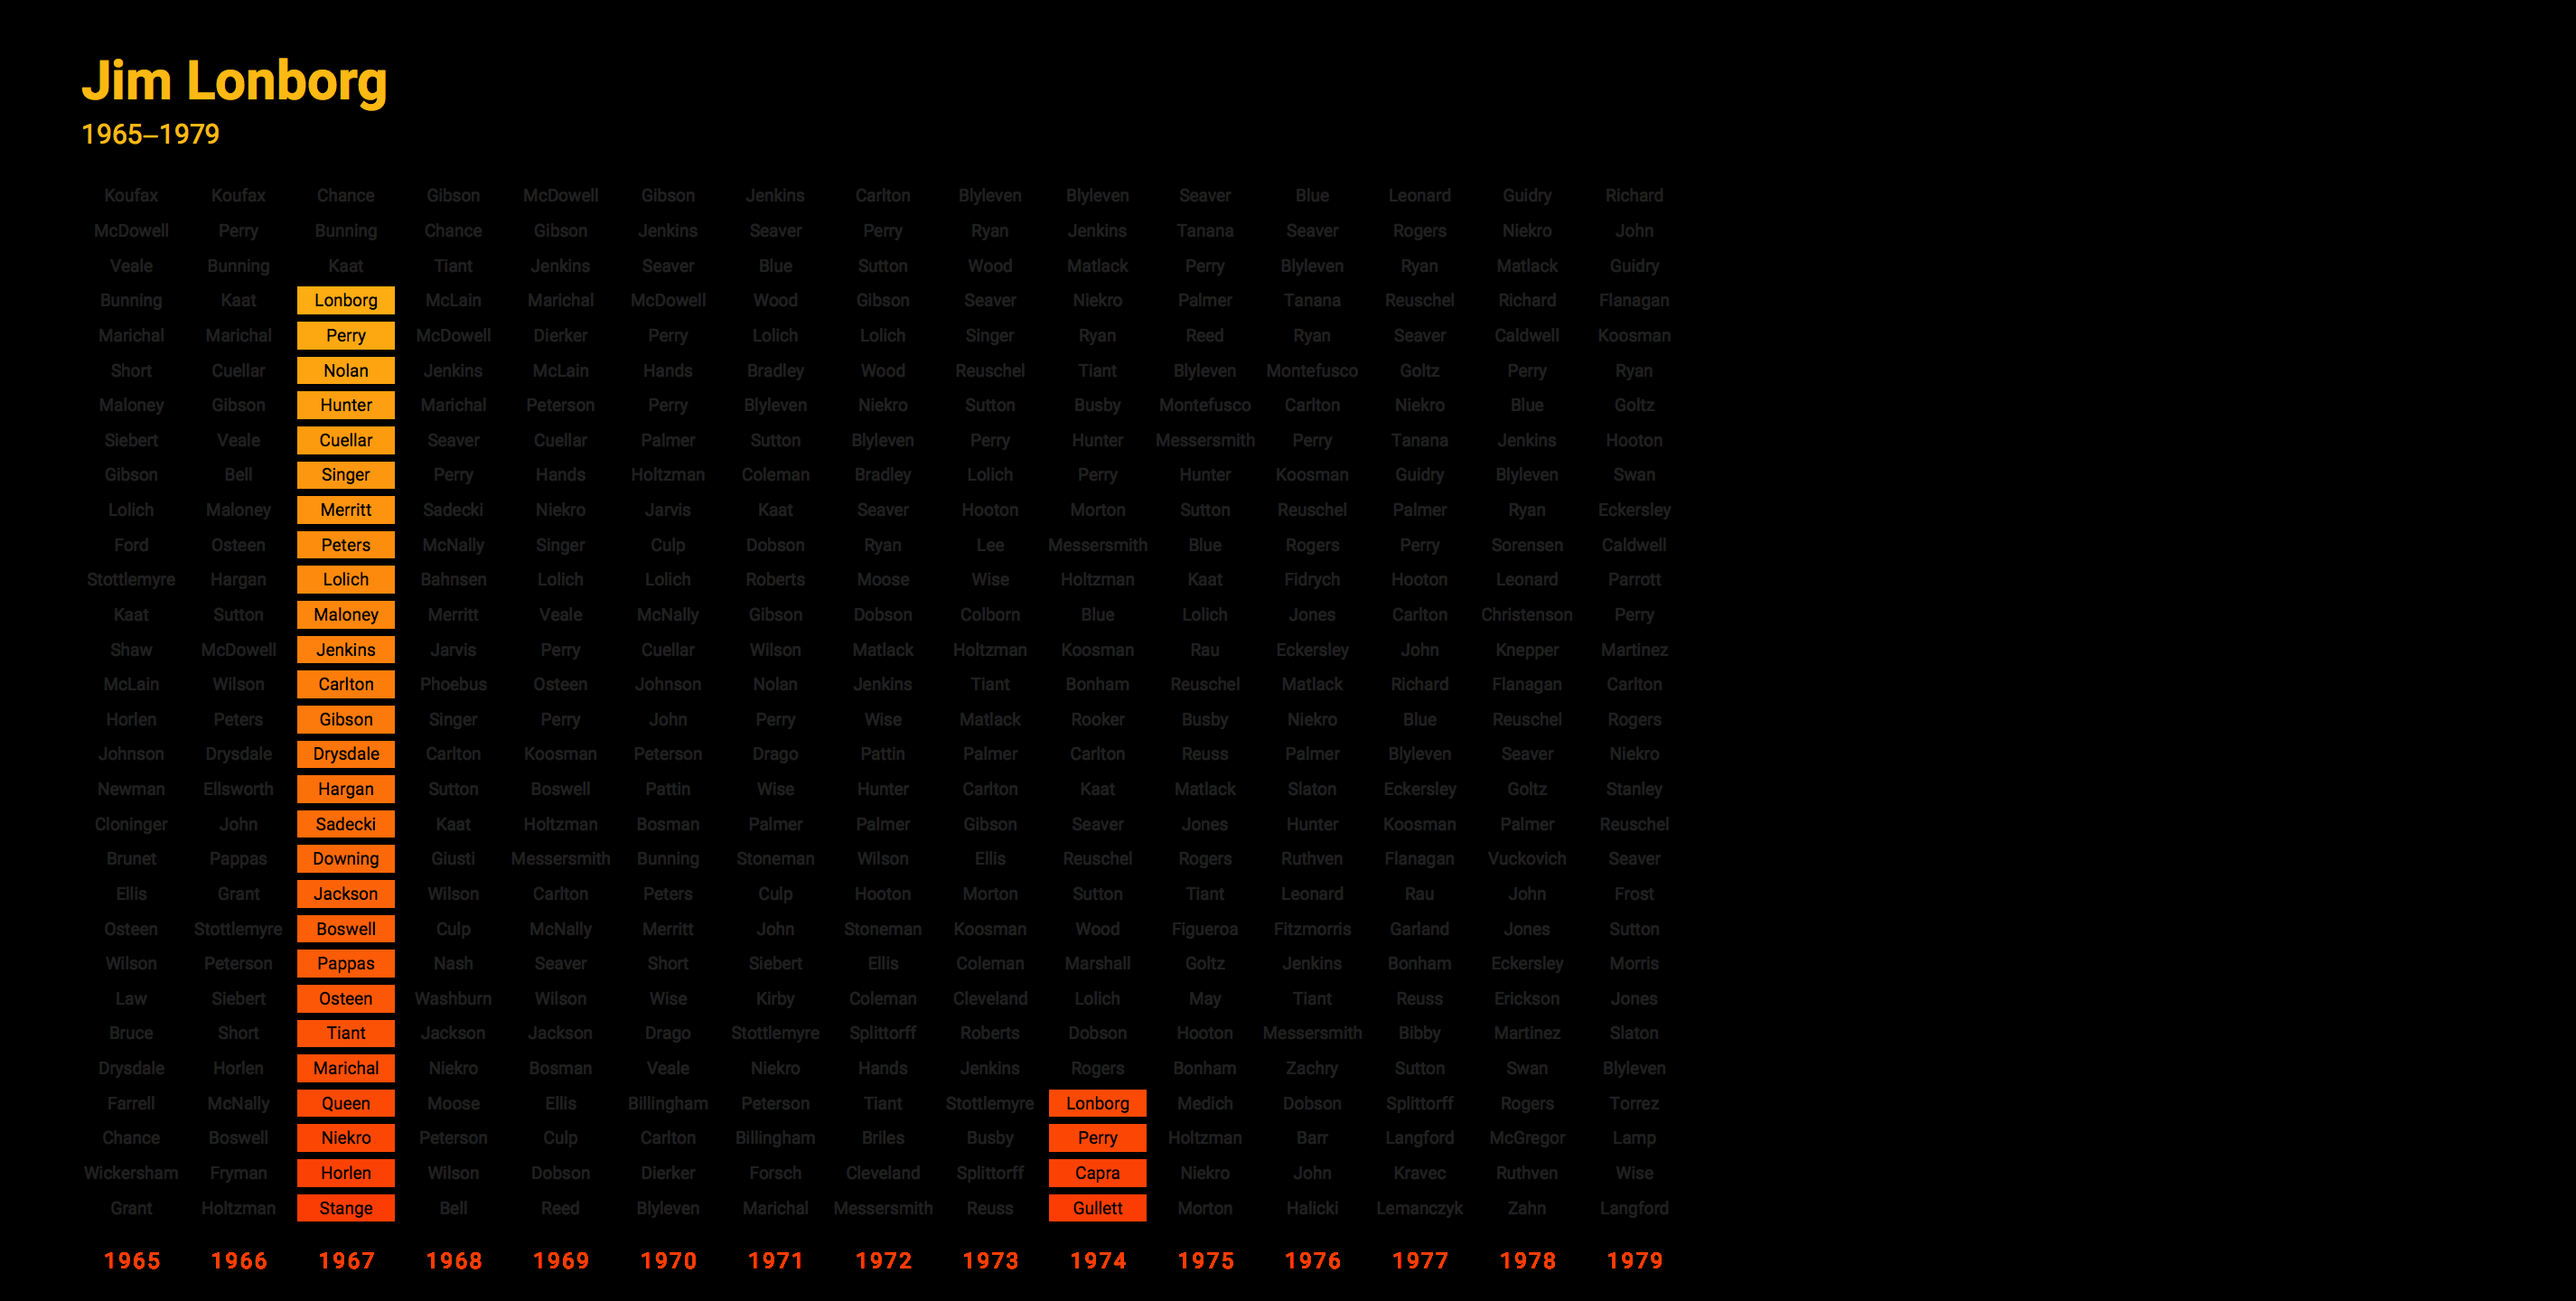 Jim Lonborg
1965–1979
Koufax Koufax Chance Gibson McDowell Gibson Jenkins Carlton Blyleven Blyleven Seaver Blue Leonard Guidry Richard
McDowell Perry Bunning Chance Gibson Jenkins Seaver Perry Ryan Jenkins Tanana Seaver Rogers Niekro John
Veale Bunning Kaat Tiant Jenkins Seaver Blue Sutton Wood Matlack Perry Blyleven Ryan Matlack Guidry
Bunning Kaat Lonborg McLain Marichal McDowell Wood Gibson Seaver Niekro Palmer Tanana Reuschel Richard Flanagan
Marichal Marichal Perry McDowell Dierker Perry Lolich Lolich Singer Ryan Reed Ryan Seaver Caldwell Koosman
Short Cuellar Nolan Jenkins McLain Hands Bradley Wood Reuschel Tiant Blyleven Montefusco Goltz Perry Ryan
Maloney Gibson Hunter Marichal Peterson Perry Blyleven Niekro Sutton Busby Montefusco Carlton Niekro Blue Goltz
Siebert Veale Cuellar Seaver Cuellar Palmer Sutton Blyleven Perry Hunter Messersmith Perry Tanana Jenkins Hooton
Gibson Bell Singer Perry Hands Holtzman Coleman Bradley Lolich Perry Hunter Koosman Guidry Blyleven Swan
Lolich Maloney Merritt Sadecki Niekro Jarvis Kaat Seaver Hooton Morton Sutton Reuschel Palmer Ryan Eckersley
Ford Osteen Peters McNally Singer Culp Dobson Ryan Lee Messersmith Blue Rogers Perry Sorensen Caldwell
Stottlemyre Hargan Lolich Bahnsen Lolich Lolich Roberts Moose Wise Holtzman Kaat Fidrych Hooton Leonard Parrott
Kaat Sutton Maloney Merritt Veale McNally Gibson Dobson Colborn Blue Lolich Jones Carlton Christenson Perry
Shaw McDowell Jenkins Jarvis Perry Cuellar Wilson Matlack Holtzman Koosman Rau Eckersley John Knepper Martinez
McLain Wilson Carlton Phoebus Osteen Johnson Nolan Jenkins Tiant Bonham Reuschel Matlack Richard Flanagan Carlton
Horlen Peters Gibson Singer Perry John Perry Wise Matlack Rooker Busby Niekro Blue Reuschel Rogers
Johnson Drysdale Drysdale Carlton Koosman Peterson Drago Pattin Palmer Carlton Reuss Palmer Blyleven Seaver Niekro
Newman Ellsworth Hargan Sutton Boswell Pattin Wise Hunter Carlton Kaat Matlack Slaton Eckersley Goltz Stanley
Cloninger John Sadecki Kaat Holtzman Bosman Palmer Palmer Gibson Seaver Jones Hunter Koosman Palmer Reuschel
Brunet Pappas Downing Giusti Messersmith Bunning Stoneman Wilson Ellis Reuschel Rogers Ruthven Flanagan Vuckovich Seaver
Ellis Grant Jackson Wilson Carlton Peters Culp Hooton Morton Sutton Tiant Leonard Rau John Frost
Osteen Stottlemyre Boswell Culp McNally Merritt John Stoneman Koosman Wood Figueroa Fitzmorris Garland Jones Sutton
Wilson Peterson Pappas Nash Seaver Short Siebert Ellis Coleman Marshall Goltz Jenkins Bonham Eckersley Morris
Law Siebert Osteen Washburn Wilson Wise Kirby Coleman Cleveland Lolich May Tiant Reuss Erickson Jones
Bruce Short Tiant Jackson Jackson Drago Stottlemyre Splittorff Roberts Dobson Hooton Messersmith Bibby Martinez Slaton
Drysdale Horlen Marichal Niekro Bosman Veale Niekro Hands Jenkins Rogers Bonham Zachry Sutton Swan Blyleven
Farrell McNally Queen Moose Ellis Billingham Peterson Tiant Stottlemyre Lonborg Medich Dobson Splittorff Rogers Torrez
Chance Boswell Niekro Peterson Culp Carlton Billingham Briles Busby Perry Holtzman Barr Langford McGregor Lamp
Wickersham Fryman Horlen Wilson Dobson Dierker Forsch Cleveland Splittorff Capra Niekro John Kravec Ruthven Wise
Grant Holtzman Stange Bell Reed Blyleven Marichal Messersmith Reuss Gullett Morton Halicki Lemanczyk Zahn Langford
1965 1966 1967 1968 1969 1970 1971 1972 1973 1974 1975 1976 1977 1978 1979